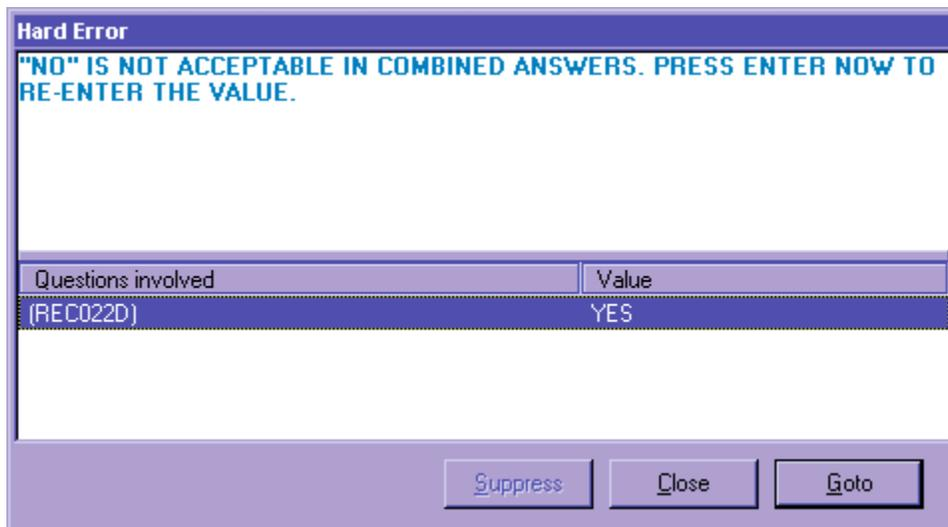 Hard Error
"NO" IS NOT ACCEPTABLE IN COMBINED ANSWERS. PRESS ENTER NOW TO
RE-ENTER THE VALUE.
Questions involved Value
(REC022D) YES
Suppress Close Goto